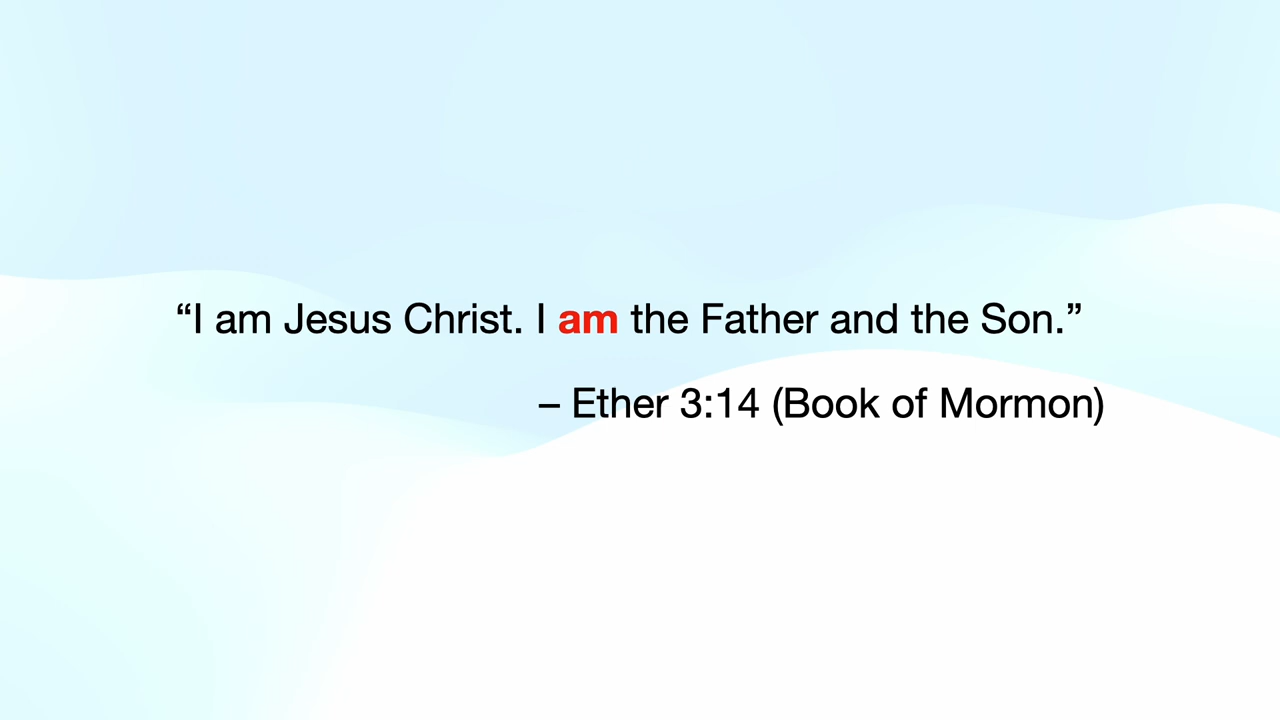 “I am Jesus Christ. I am the Father and the Son.”
– Ether 3:14 (Book of Mormon)